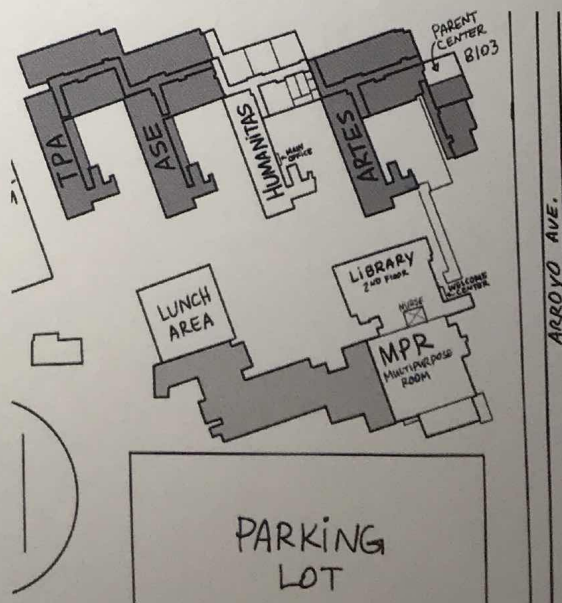 PARENT
CENTER
B103
TPA
ASE
HUMANITAS
MAIN
OFFICE
ARTES
ARROYO AVE.
LIBRARY
2ND FLOOR
WELCOME
CENTER
NURSE
LUNCH
AREA
MPR
MULTIPURPOSE
ROOM
PARKING
LOT